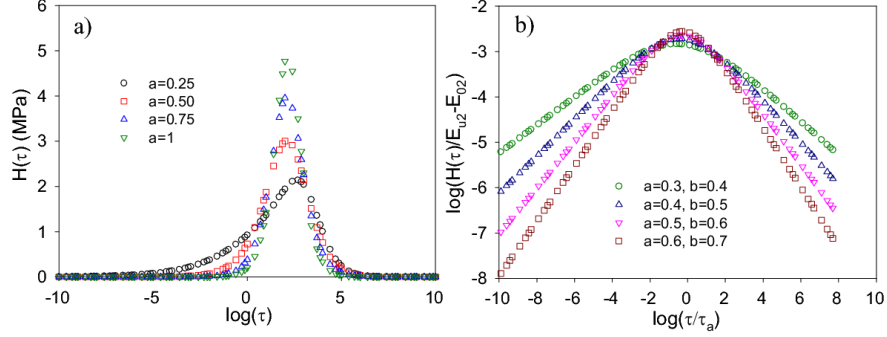 a)
H(τ) (MPa)
6
5
4
3
2
1
0
a=0.25
a=0.50
a=0.75
a=1
-10
-5
0
5
10
log(τ)
b)
log(H(τ)/E_u2-E_02)
-2
-3
-4
-5
-6
-7
-8
a=0.3, b=0.4
a=0.4, b=0.5
a=0.5, b=0.6
a=0.6, b=0.7
-10
-8
-6
-4
-2
0
2
4
6
8
10
log(τ/τ_a)